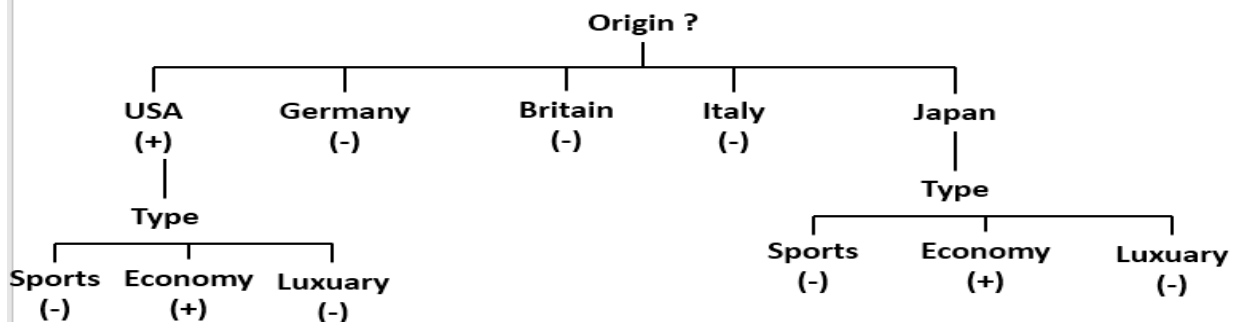 Origin ?
USA Germany Britain Italy Japan
(+) (-) (-) (-)
Type
Type
Sports Economy Luxuary
(-) (+) (-)
Sports Economy Luxuary
(-) (+) (-)